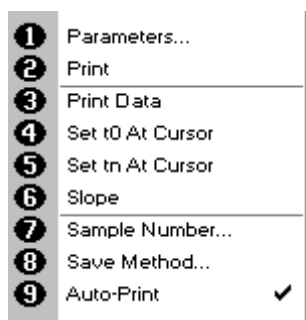 1 Parameters...
2 Print
3 Print Data
4 Set t0 At Cursor
5 Set tn At Cursor
6 Slope
7 Sample Number...
8 Save Method...
9 Auto-Print ✔